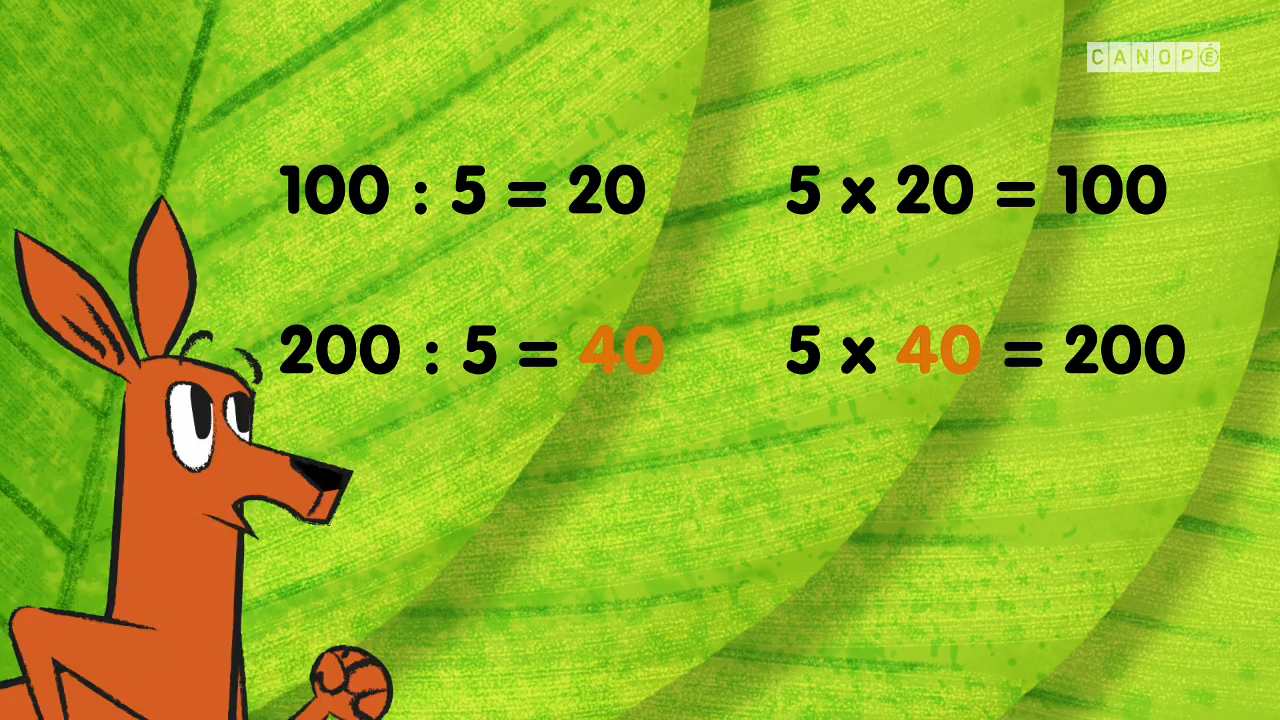 CANOPÉ
100 : 5 = 20 5 x 20 = 100
200 : 5 = 40 5 x 40 = 200